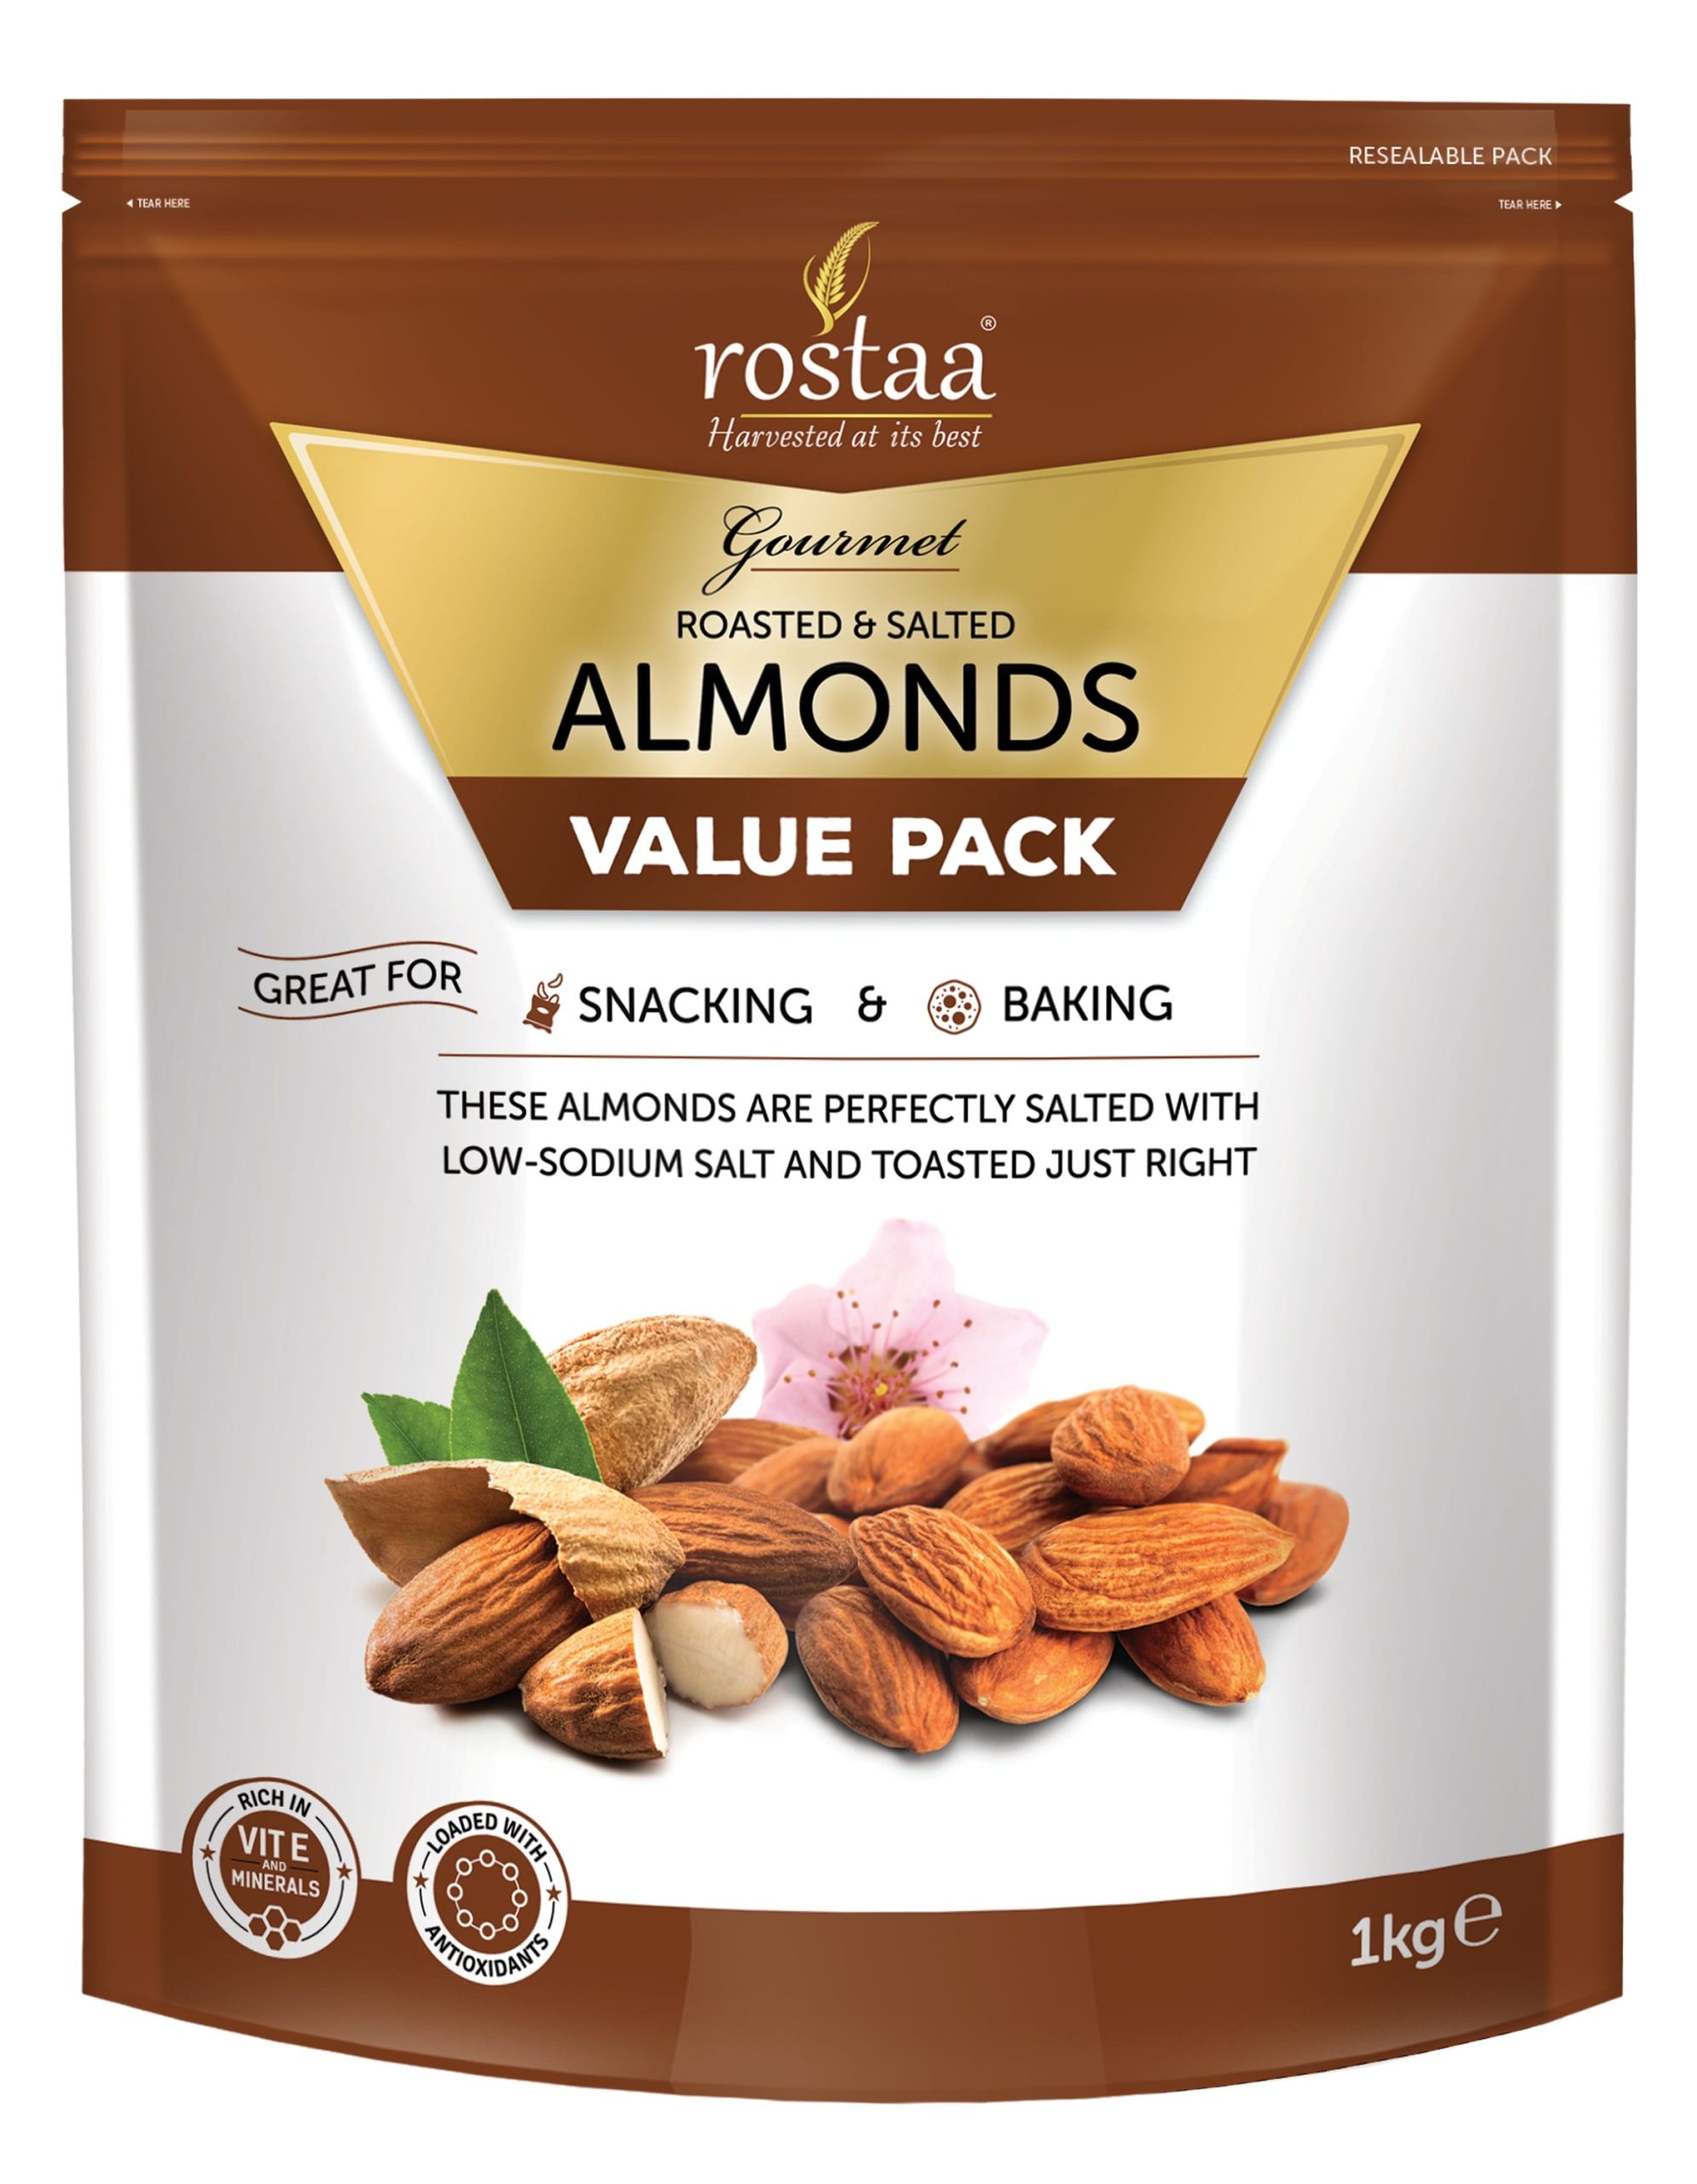 RESEALABLE PACK
TEAR HERE
TEAR HERE
rostaa®
Harvested at its best
Gourmet
ROASTED & SALTED
ALMONDS
VALUE PACK
GREAT FOR
SNACKING & BAKING
THESE ALMONDS ARE PERFECTLY SALTED WITH
LOW-SODIUM SALT AND TOASTED JUST RIGHT
RICH IN
VIT E
AND
MINERALS
LOADED WITH
ANTIOXIDANTS
1kg℮